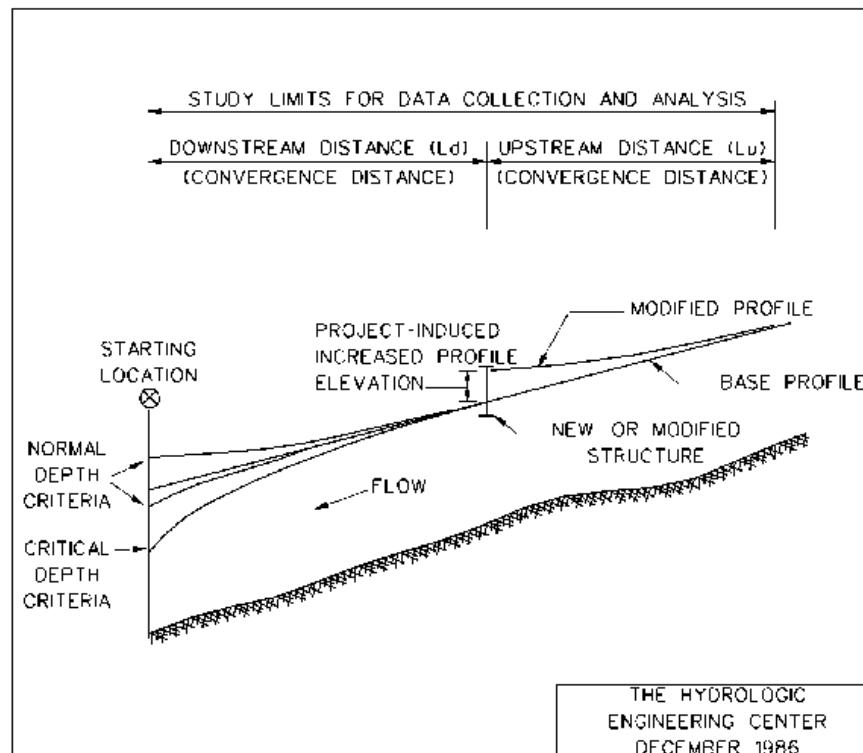 STUDY LIMITS FOR DATA COLLECTION AND ANALYSIS
DOWNSTREAM DISTANCE (Ld)
(CONVERGENCE DISTANCE)
UPSTREAM DISTANCE (Lu)
(CONVERGENCE DISTANCE)
MODIFIED PROFILE
PROJECT-INDUCED
INCREASED PROFILE
ELEVATION
STARTING
LOCATION
BASE PROFILE
NEW OR MODIFIED
STRUCTURE
NORMAL
DEPTH
CRITERIA
FLOW
CRITICAL
DEPTH
CRITERIA
THE HYDROLOGIC
ENGINEERING CENTER
DECEMBER 1986